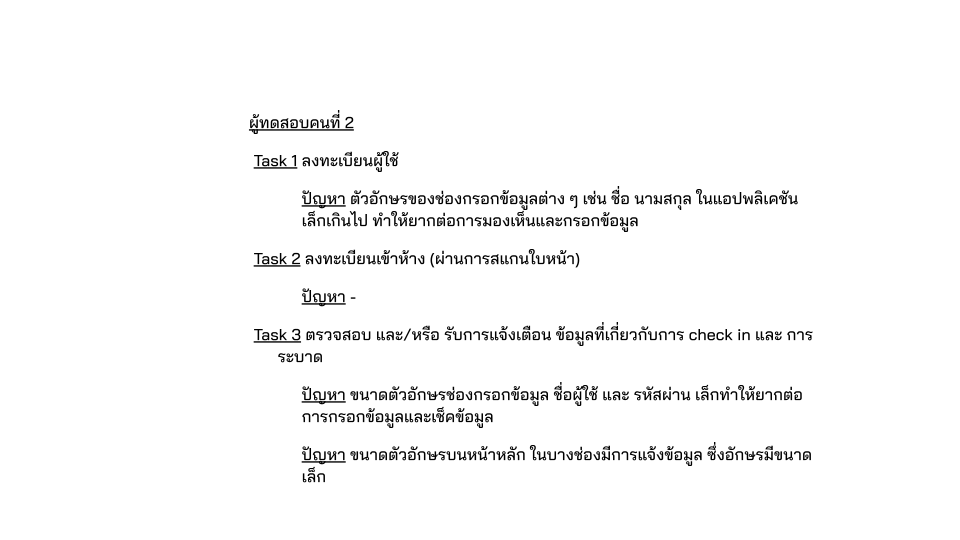 ผู้ทดสอบคนที่ 2
Task 1 ลงทะเบียนผู้ใช้
ปัญหา ตัวอักษรของช่องกรอกข้อมูลต่าง ๆ เช่น ชื่อ นามสกุล ในแอปพลิเคชัน
เล็กเกินไป ทำให้ยากต่อการมองเห็นและกรอกข้อมูล
Task 2 ลงทะเบียนเข้าห้าง (ผ่านการสแกนใบหน้า)
ปัญหา -
Task 3 ตรวจสอบ และ/หรือ รับการแจ้งเตือน ข้อมูลที่เกี่ยวกับการ check in และ การ
ระบาด
ปัญหา ขนาดตัวอักษรช่องกรอกข้อมูล ชื่อผู้ใช้ และ รหัสผ่าน เล็กทำให้ยากต่อ
การกรอกข้อมูลและเช็คข้อมูล
ปัญหา ขนาดตัวอักษรบนหน้าหลัก ในบางช่องมีการแจ้งข้อมูล ซึ่งอักษรมีขนาด
เล็ก